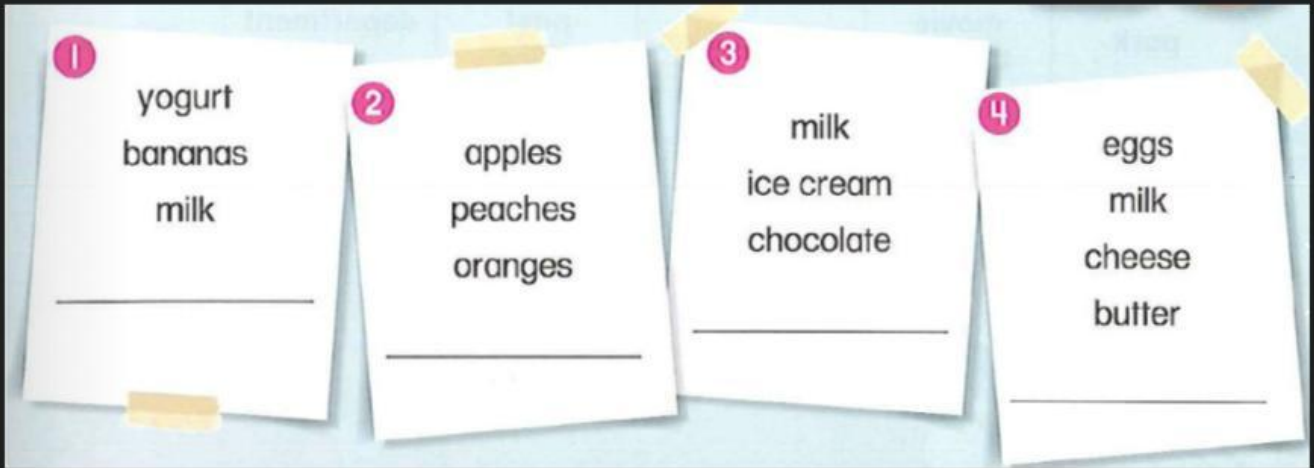 1
yogurt
bananas
milk
2
apples
peaches
oranges
3
milk
ice cream
chocolate
4
eggs
milk
cheese
butter